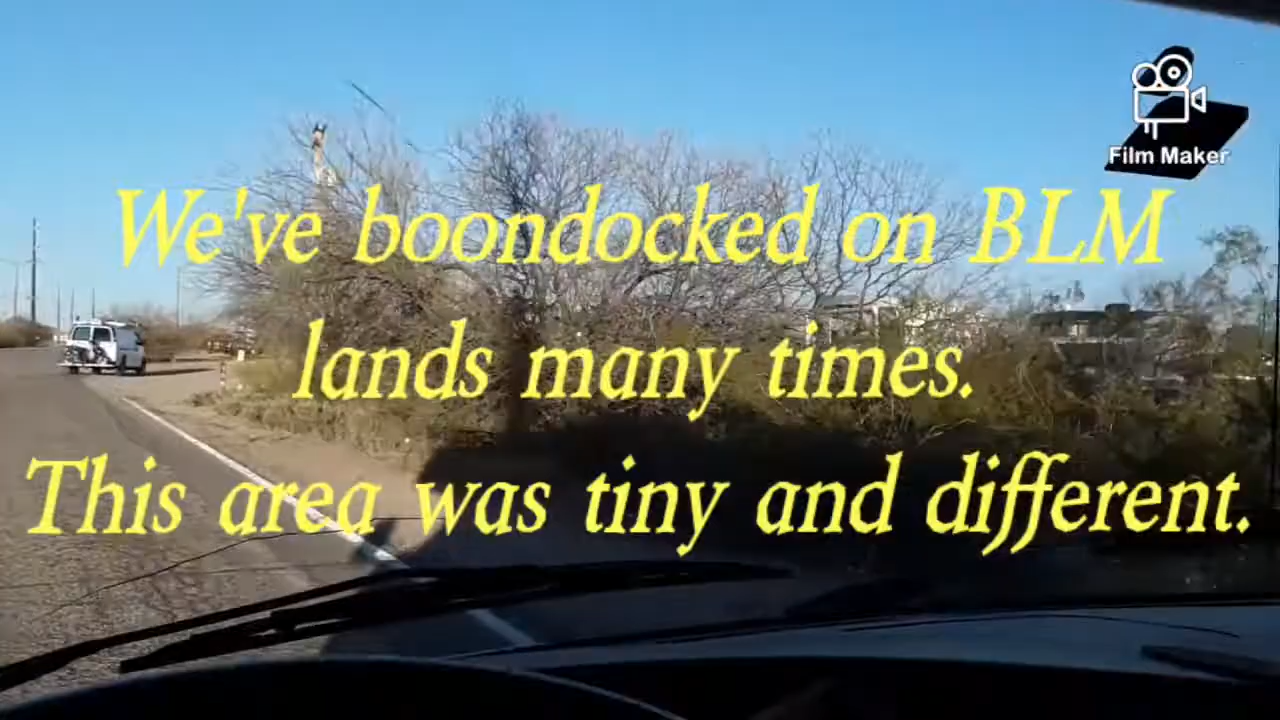 Film Maker
We've boondocked on BLM
lands many times.
This area was tiny and different.